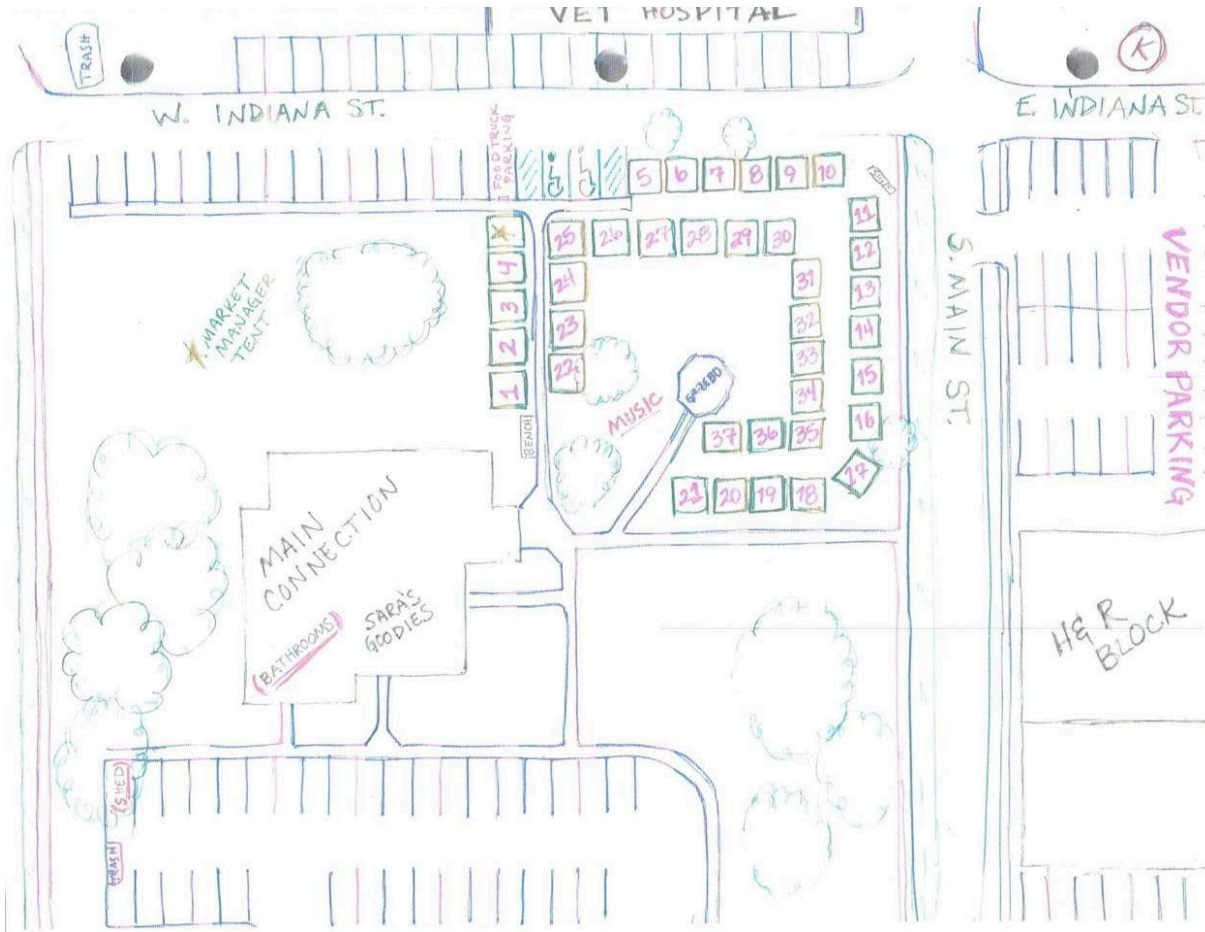 VET HOSPITAL
TRASH
K
W. INDIANA ST.
E. INDIANA ST.
FOOD TRUCK
PARKING
5 6 7 8 9 10
11
12
13
14
15
16
17
18
19
20
21
25 26 27 28 29 30
24
23
22
4
3
2
1
31
32
33
34
35
36
37
MARKET
MANAGER
TENT
GAZEBO
MUSIC
BENCH
S. MAIN ST.
VENDOR PARKING
MAIN
CONNECTION
(BATHROOMS)
SARA'S
GOODIES
H&R
BLOCK
(SHED)
TRASH